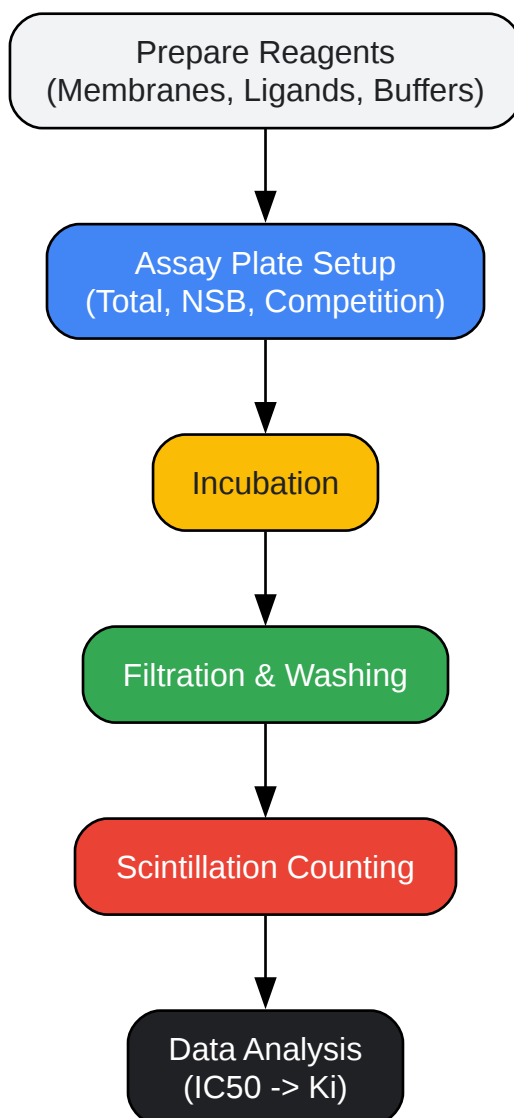 Prepare Reagents
(Membranes, Ligands, Buffers)
Assay Plate Setup
(Total, NSB, Competition)
Incubation
Filtration & Washing
Scintillation Counting
Data Analysis
(IC50 -> Ki)